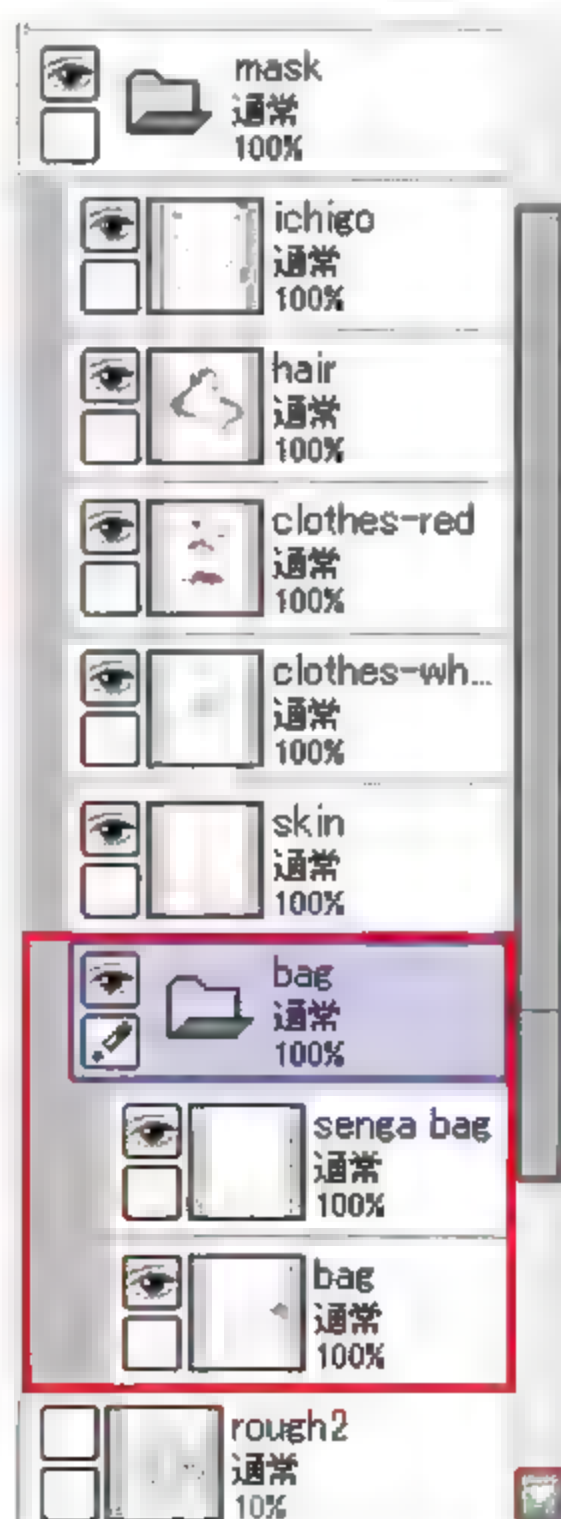 mask
通常
100%
ichigo
通常
100%
hair
通常
100%
clothes-red
通常
100%
clothes-wh...
通常
100%
skin
通常
100%
bag
通常
100%
senga bag
通常
100%
bag
通常
100%
rough2
通常
10%